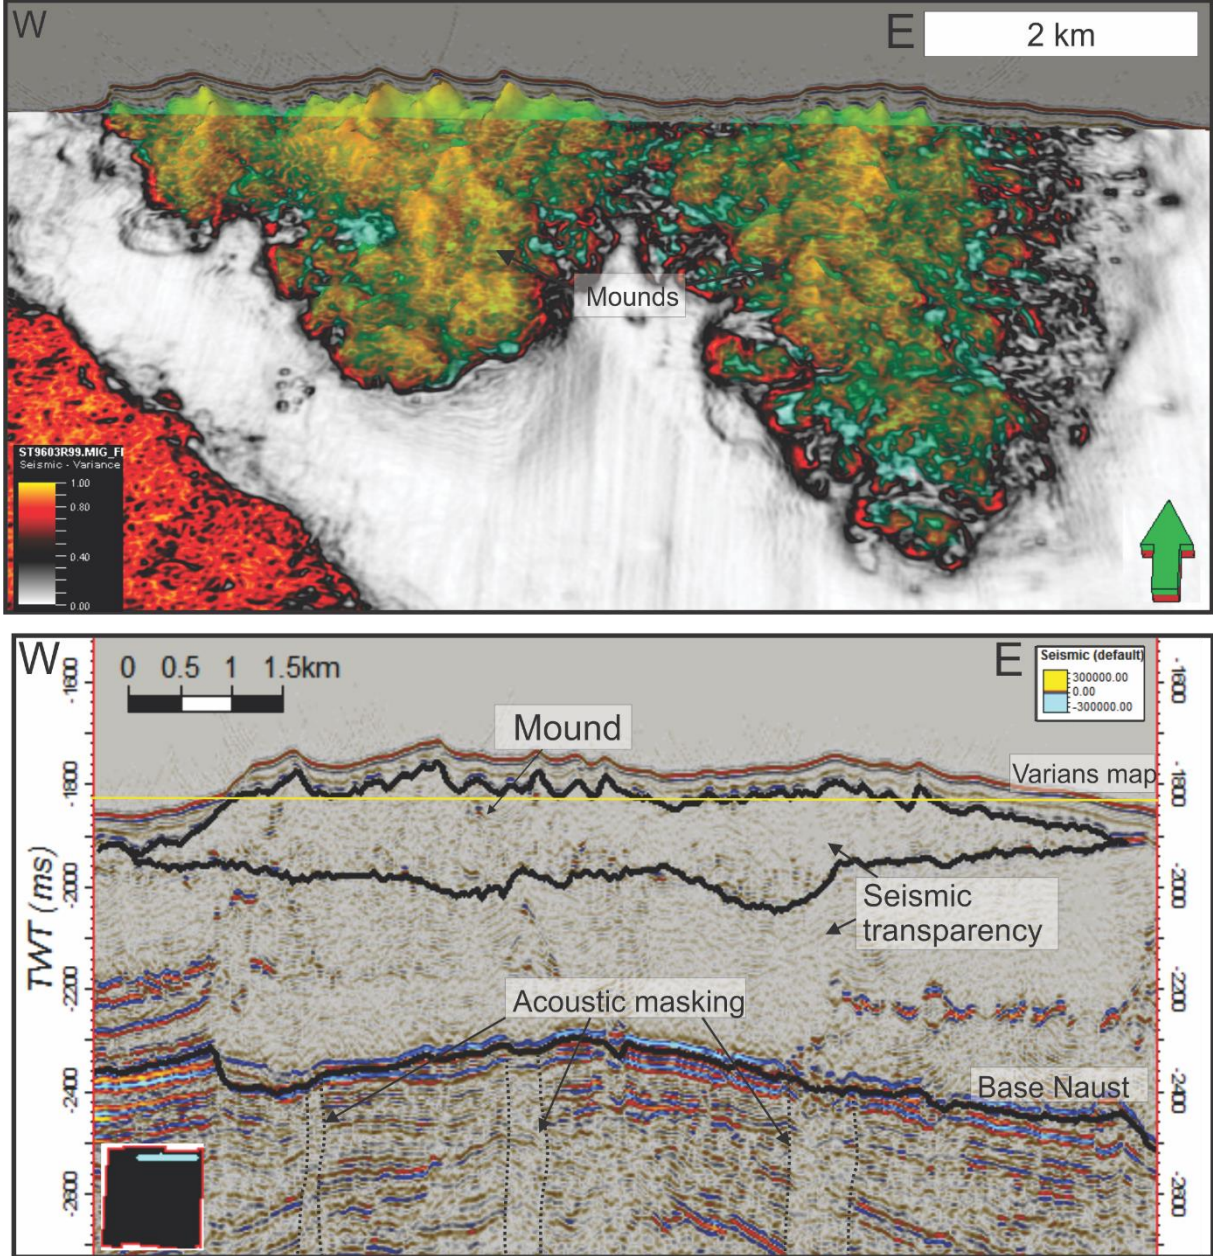 W
E
2 km
Mounds
ST9603R99.MIG_FI
Seismic - Variance
1.00
0.80
0.40
0.00
W
E
0 0.5 1 1.5km
Seismic (default)
300000.00
0.00
-300000.00
Mound
Varians map
Seismic
transparency
Acoustic masking
Base Naust
TWT (ms)
-1600
-1800
-2000
-2200
-2400
-2600
-1600
-1800
-2000
-2200
-2400
-2600